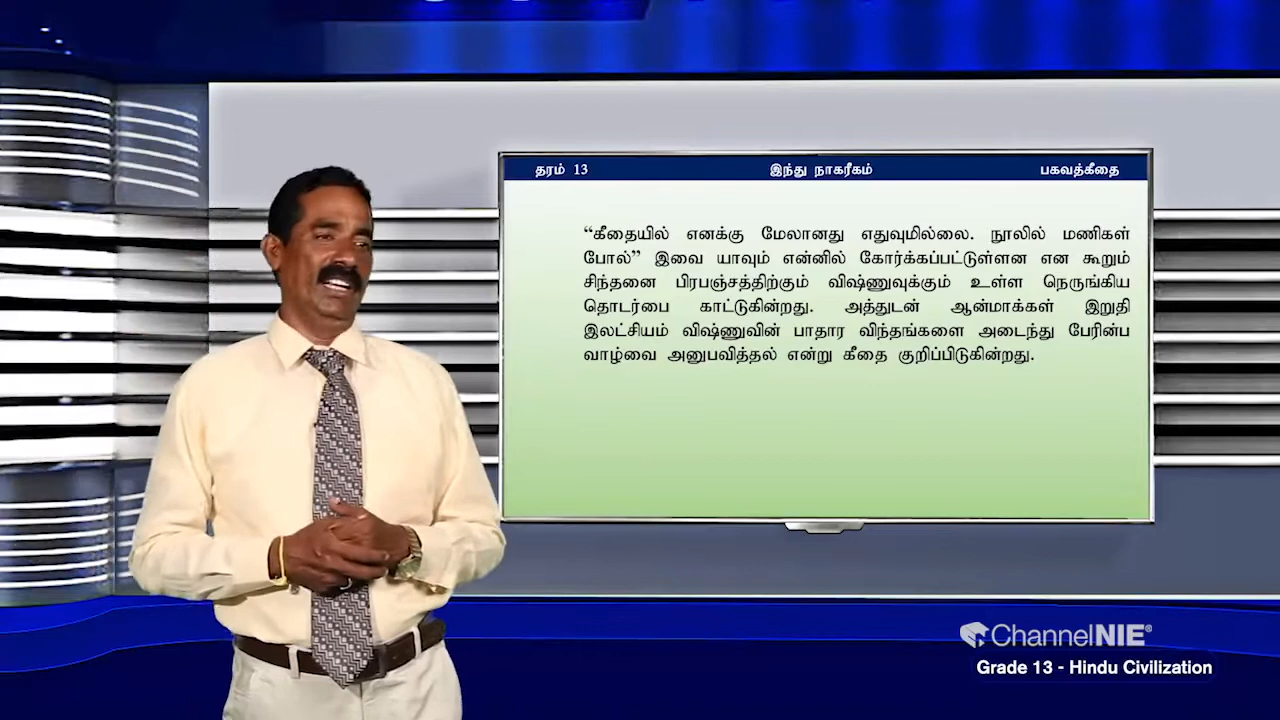 தரம் 13 இந்து நாகரீகம் பகவத்கீதை
“கீதையில் எனக்கு மேலானது எதுவுமில்லை. நூலில் மணிகள்
போல்” இவை யாவும் என்னில் கோர்க்கப்பட்டுள்ளன என கூறும்
சிந்தனை பிரபஞ்சத்திற்கும் விஷ்ணுவுக்கும் உள்ள நெருங்கிய
தொடர்பை காட்டுகின்றது. அத்துடன் ஆன்மாக்கள் இறுதி
இலட்சியம் விஷ்ணுவின் பாதார விந்தங்களை அடைந்து பேரின்ப
வாழ்வை அனுபவித்தல் என்று கீதை குறிப்பிடுகின்றது.
ChannelNIE®
Grade 13 - Hindu Civilization